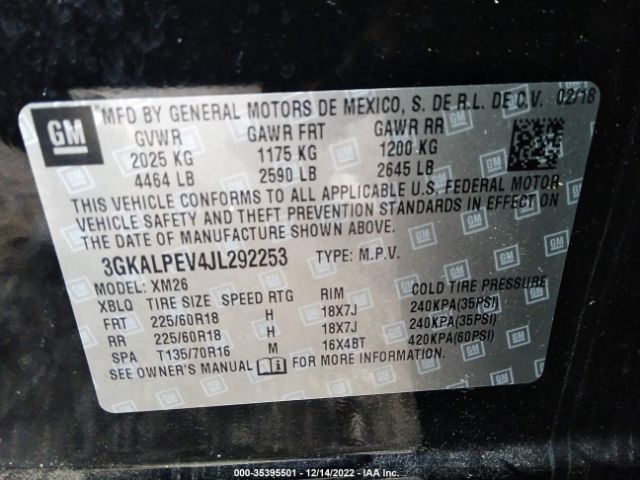 GM
MFD BY GENERAL MOTORS DE MEXICO, S. DE R.L. DE C.V. 02/18
GVWR GAWR FRT GAWR RR
2025 KG 1175 KG 1200 KG
4464 LB 2590 LB 2645 LB
THIS VEHICLE CONFORMS TO ALL APPLICABLE U.S. FEDERAL MOTOR
VEHICLE SAFETY AND THEFT PREVENTION STANDARDS IN EFFECT ON
THE DATE OF MANUFACTURE SHOWN ABOVE.
3GKALPEV4JL292253 TYPE: M.P.V.
MODEL: XM26
XBLQ TIRE SIZE SPEED RTG RIM COLD TIRE PRESSURE
FRT 225/60R18 H 18X7J 240KPA(35PSI)
RR 225/60R18 H 18X7J 240KPA(35PSI)
SPA T135/70R16 M 16X4BT 420KPA(60PSI)
SEE OWNER'S MANUAL FOR MORE INFORMATION
000-35395501 - 12/14/2022 - IAA Inc.